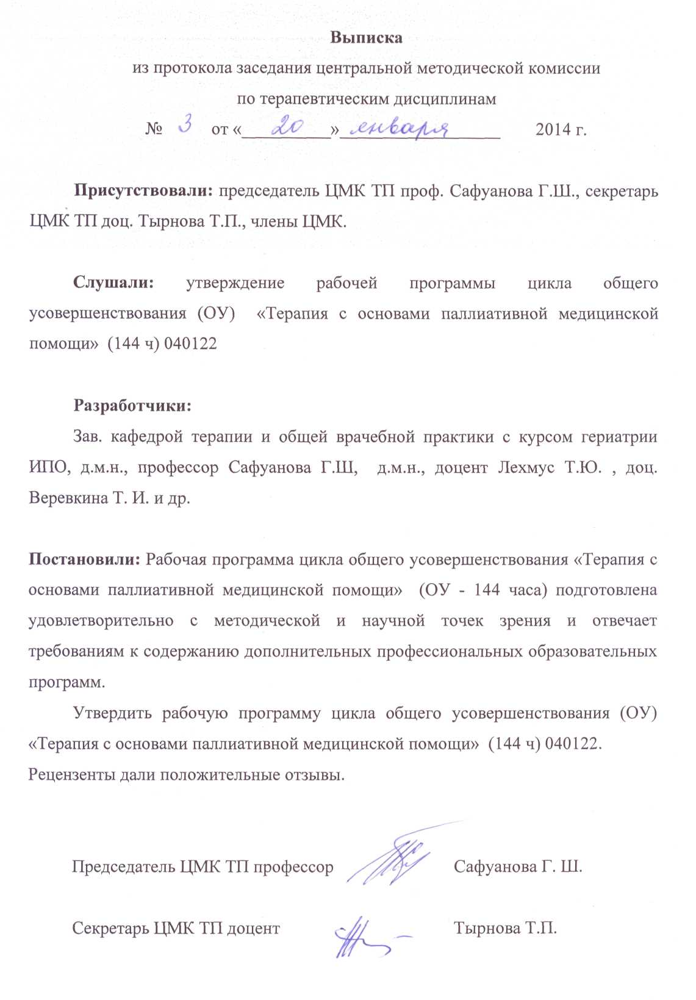 Выписка
из протокола заседания центральной методической комиссии
по терапевтическим дисциплинам
№ 3 от «20» января 2014 г.
Присутствовали: председатель ЦМК ТП проф. Сафуанова Г.Ш., секретарь
ЦМК ТП доц. Тырнова Т.П., члены ЦМК.
Слушали: утверждение рабочей программы цикла общего
усовершенствования (ОУ) «Терапия с основами паллиативной медицинской
помощи» (144 ч) 040122
Разработчики:
Зав. кафедрой терапии и общей врачебной практики с курсом гериатрии
ИПО, д.м.н., профессор Сафуанова Г.Ш, д.м.н., доцент Лехмус Т.Ю. , доц.
Веревкина Т. И. и др.
Постановили: Рабочая программа цикла общего усовершенствования «Терапия с
основами паллиативной медицинской помощи» (ОУ - 144 часа) подготовлена
удовлетворительно с методической и научной точек зрения и отвечает
требованиям к содержанию дополнительных профессиональных образовательных
программ.
Утвердить рабочую программу цикла общего усовершенствования (ОУ)
«Терапия с основами паллиативной медицинской помощи» (144 ч) 040122.
Рецензенты дали положительные отзывы.
Председатель ЦМК ТП профессор Сафуанова Г. Ш.
Секретарь ЦМК ТП доцент Тырнова Т.П.